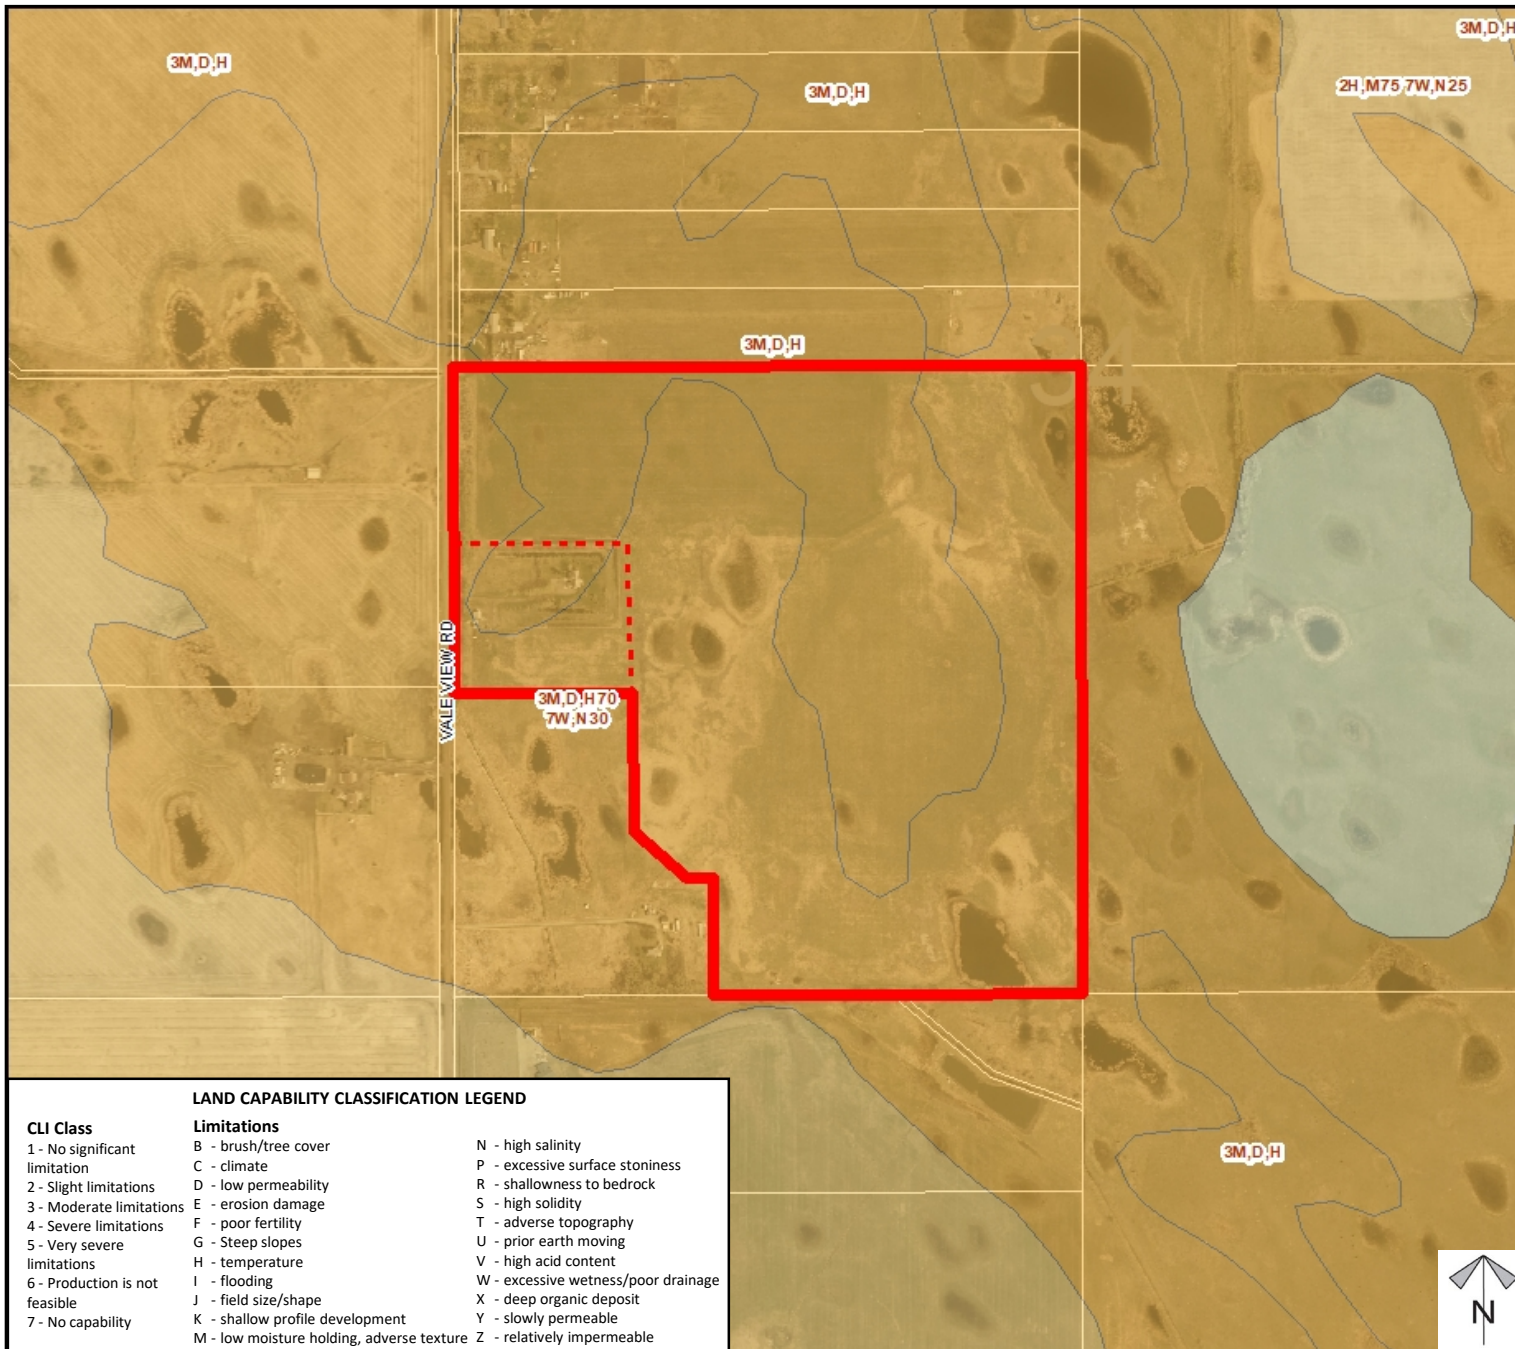 3M,D,H
3M,D,H
3M,D,H
2H,M75 7W,N25
3M,D,H
34
VALE VIEW RD
3M,D,H70
7W,N30
3M,D,H
LAND CAPABILITY CLASSIFICATION LEGEND
CLI Class
1 - No significant
limitation
2 - Slight limitations
3 - Moderate limitations
4 - Severe limitations
5 - Very severe
limitations
6 - Production is not
feasible
7 - No capability
Limitations
B - brush/tree cover
C - climate
D - low permeability
E - erosion damage
F - poor fertility
G - Steep slopes
H - temperature
I - flooding
J - field size/shape
K - shallow profile development
M - low moisture holding, adverse texture
N - high salinity
P - excessive surface stoniness
R - shallowness to bedrock
S - high solidity
T - adverse topography
U - prior earth moving
V - high acid content
W - excessive wetness/poor drainage
X - deep organic deposit
Y - slowly permeable
Z - relatively impermeable
N